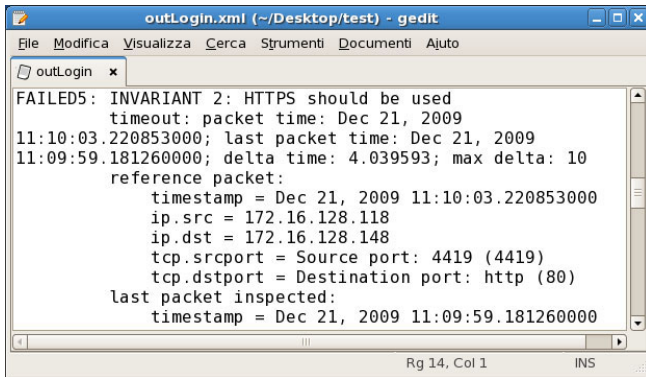 outLogin.xml (~/Desktop/test) - gedit
File Modifica Visualizza Cerca Strumenti Documenti Aiuto
outLogin
FAILED5: INVARIANT 2: HTTPS should be used
timeout: packet time: Dec 21, 2009
11:10:03.220853000; last packet time: Dec 21, 2009
11:09:59.181260000; delta time: 4.039593; max delta: 10
reference packet:
timestamp = Dec 21, 2009 11:10:03.220853000
ip.src = 172.16.128.118
ip.dst = 172.16.128.148
tcp.srcport = Source port: 4419 (4419)
tcp.dstport = Destination port: http (80)
last packet inspected:
timestamp = Dec 21, 2009 11:09:59.181260000
Rg 14, Col 1 INS